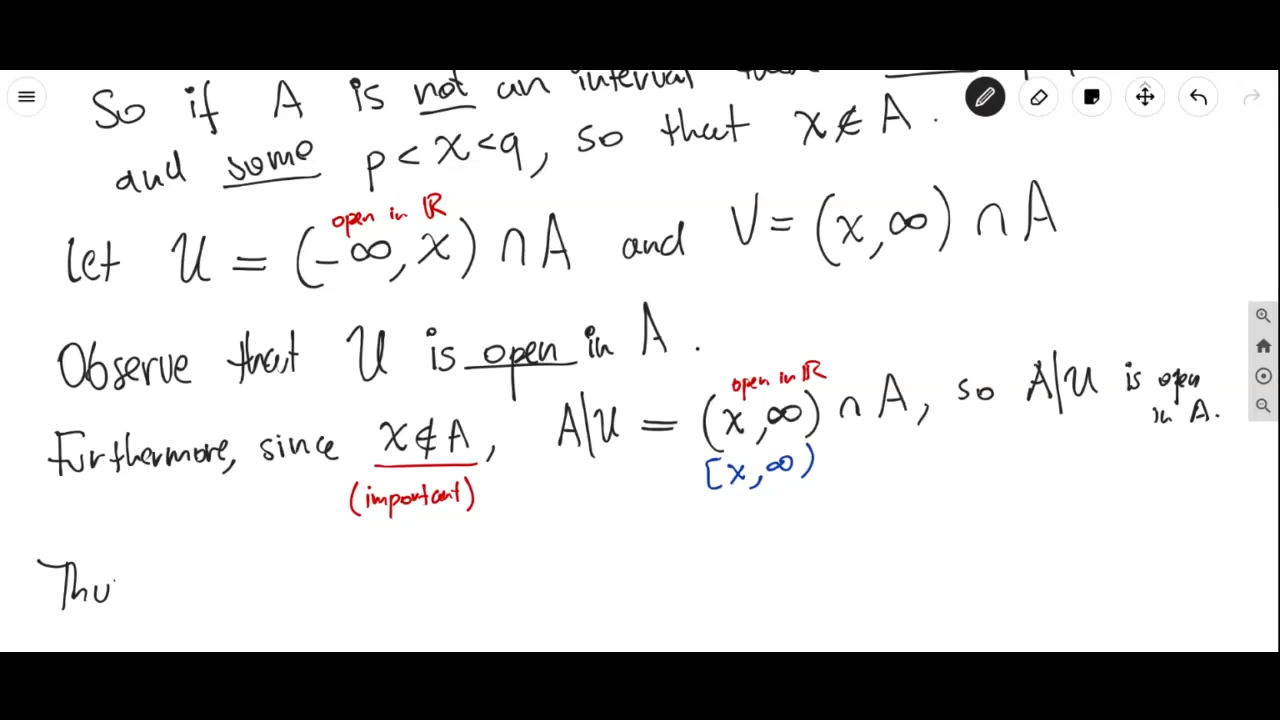 So if A is not an interval
and some p < x < q, so that x ∉ A.
open in ℝ
let U = (-∞, x) ∩ A and V = (x, ∞) ∩ A
Observe that U is open in A.
open in ℝ
Furthermore, since x ∉ A, A|U = (x, ∞) ∩ A, so A|U is open in A.
(important) [x, ∞)
Thu